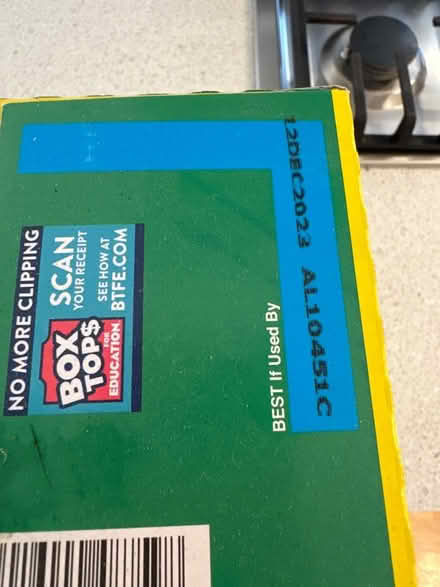 NO MORE CLIPPING
BOX
TOP$
FOR
EDUCATION
SCAN
YOUR RECEIPT
SEE HOW AT
BTFE.COM
BEST If Used By
12DEC2023 AL10451C